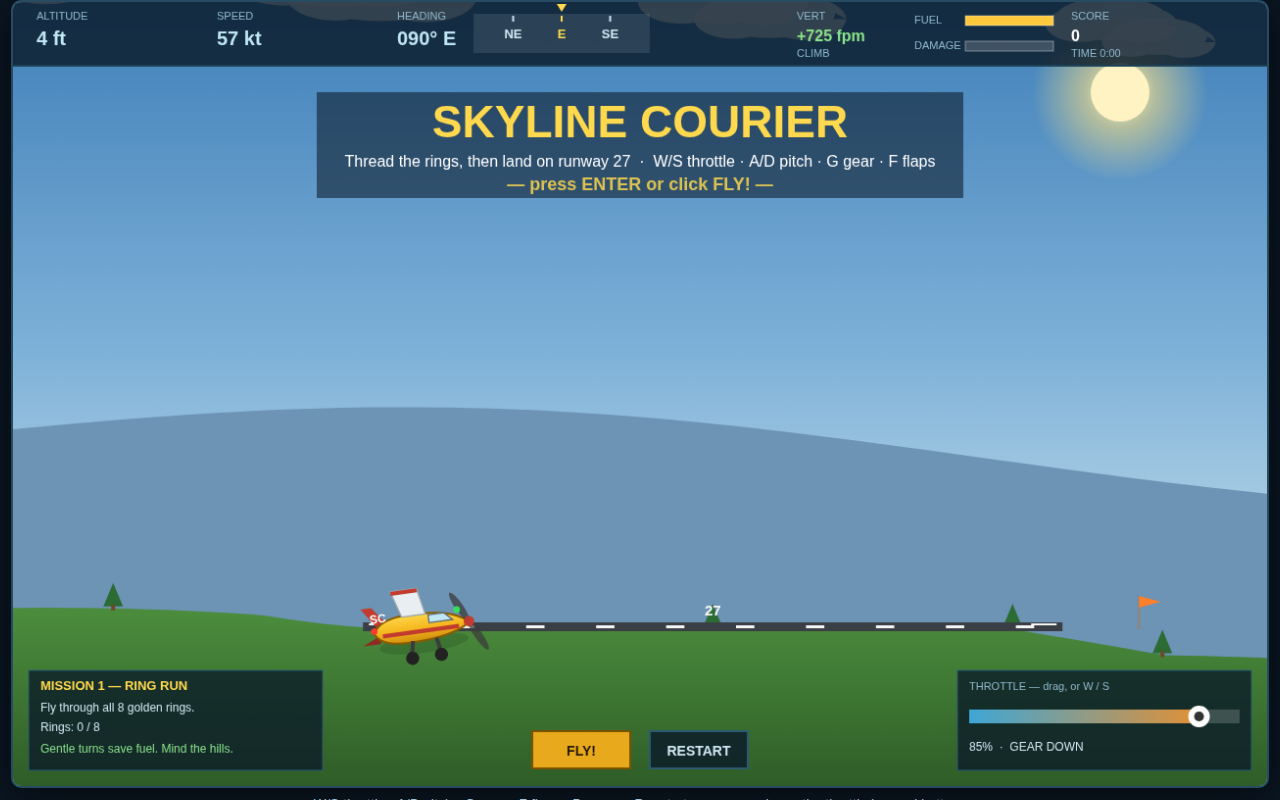 ALTITUDE
4 ft
SPEED
57 kt
HEADING
090° E
NE E SE
VERT
+725 fpm
CLIMB
FUEL
DAMAGE
SCORE
0
TIME 0:00
SKYLINE COURIER
Thread the rings, then land on runway 27 · W/S throttle · A/D pitch · G gear · F flaps
— press ENTER or click FLY! —
SC
27
MISSION 1 — RING RUN
Fly through all 8 golden rings.
Rings: 0 / 8
Gentle turns save fuel. Mind the hills.
FLY!
RESTART
THROTTLE — drag, or W / S
85% · GEAR DOWN